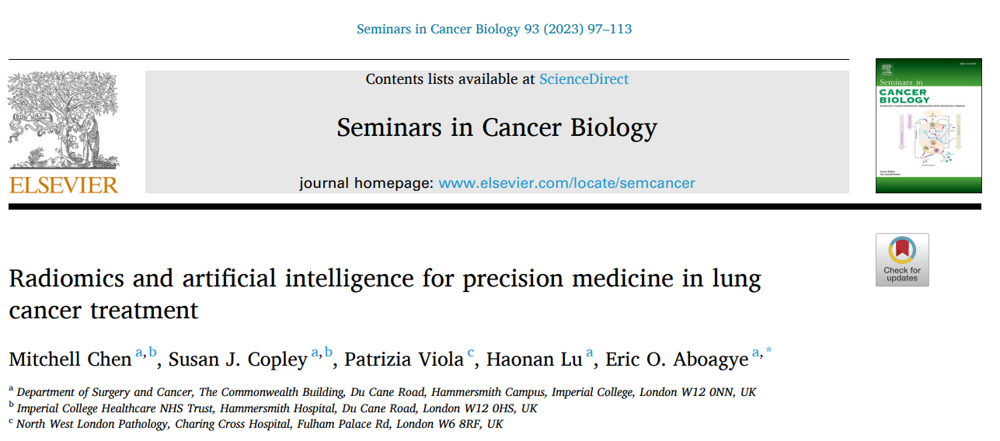 Seminars in Cancer Biology 93 (2023) 97–113
Contents lists available at ScienceDirect
Seminars in Cancer Biology
journal homepage: www.elsevier.com/locate/semcancer
ELSEVIER
Seminars in
CANCER
BIOLOGY
Check for
updates
Radiomics and artificial intelligence for precision medicine in lung
cancer treatment
Mitchell Chen a,b, Susan J. Copley a,b, Patrizia Viola c, Haonan Lu a, Eric O. Aboagye a,*
a Department of Surgery and Cancer, The Commonwealth Building, Du Cane Road, Hammersmith Campus, Imperial College, London W12 0NN, UK
b Imperial College Healthcare NHS Trust, Hammersmith Hospital, Du Cane Road, London W12 0HS, UK
c North West London Pathology, Charing Cross Hospital, Fulham Palace Rd, London W6 8RF, UK